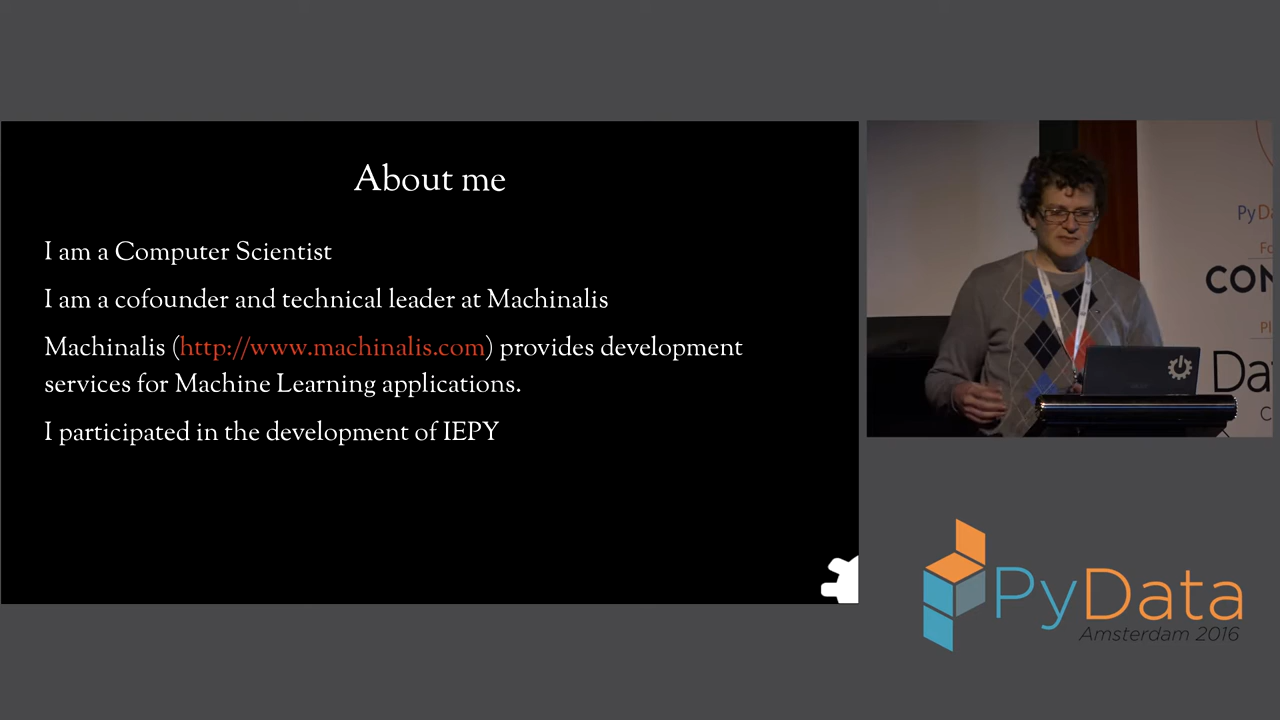 About me
I am a Computer Scientist
I am a cofounder and technical leader at Machinalis
Machinalis (http://www.machinalis.com) provides development
services for Machine Learning applications.
I participated in the development of IEPY
PyData
Amsterdam 2016